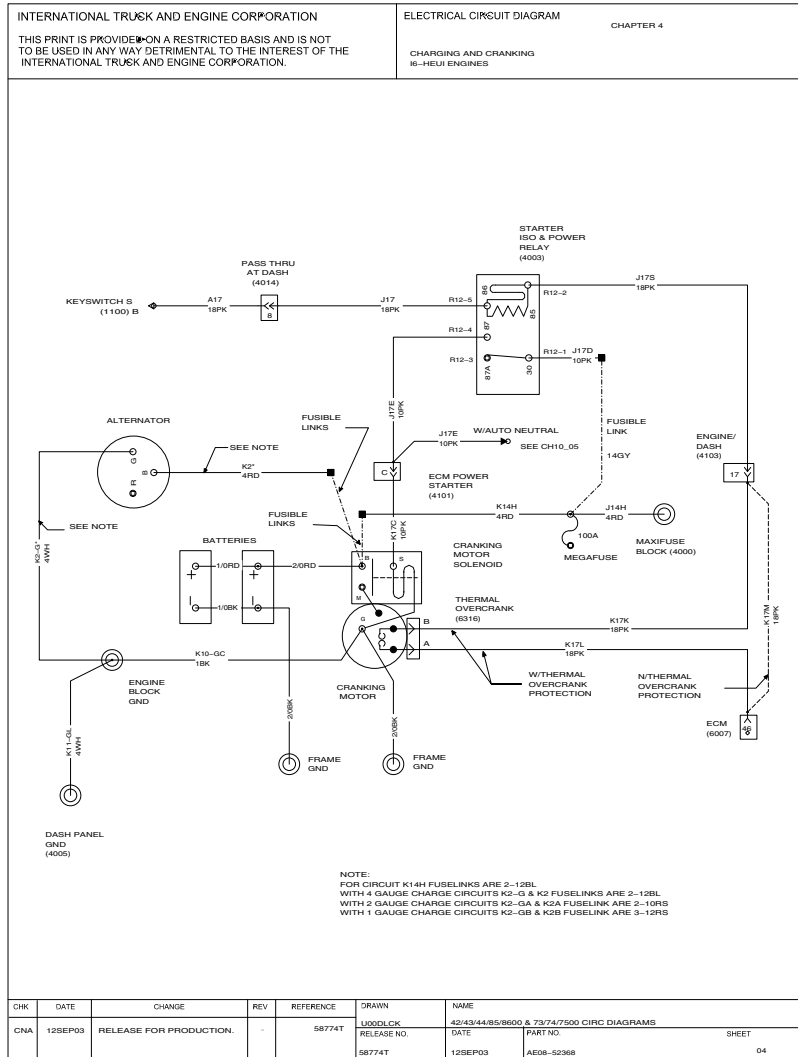 INTERNATIONAL TRUCK AND ENGINE CORPORATION
THIS PRINT IS PROVIDED ON A RESTRICTED BASIS AND IS NOT
TO BE USED IN ANY WAY DETRIMENTAL TO THE INTEREST OF THE
INTERNATIONAL TRUCK AND ENGINE CORPORATION.
ELECTRICAL CIRCUIT DIAGRAM
CHAPTER 4
CHARGING AND CRANKING
I6-HEUI ENGINES
STARTER
ISO & POWER
RELAY
(4003)
PASS THRU
AT DASH
(4014)
KEYSWITCH S
(1100) B
A17
18PK
8
J17
18PK
R12-5
R12-4
R12-3
86
87
87A
85
30
R12-2
R12-1
J17S
18PK
J17D
10PK
J17E
10PK
J17E
10PK
W/AUTO NEUTRAL
SEE CH10_05
FUSIBLE
LINK
14GY
ENGINE/
DASH
(4103)
17
ALTERNATOR
G
B
R
SEE NOTE
K2*
4RD
FUSIBLE
LINKS
C
ECM POWER
STARTER
(4101)
SEE NOTE
K2-G*
4WH
FUSIBLE
LINKS
K17C
10PK
K14H
4RD
J14H
4RD
100A
MEGAFUSE
MAXIFUSE
BLOCK (4000)
CRANKING
MOTOR
SOLENOID
BATTERIES
1/0RD
2/0RD
+
+
1/0BK
B
S
M
G
THERMAL
OVERCRANK
(6316)
B
A
K17K
18PK
K17L
18PK
K17M
18PK
K10-GC
1BK
ENGINE
BLOCK
GND
CRANKING
MOTOR
W/THERMAL
OVERCRANK
PROTECTION
N/THERMAL
OVERCRANK
PROTECTION
ECM
(6007)
46
K11-GL
4WH
2/0BK
2/0BK
FRAME
GND
FRAME
GND
DASH PANEL
GND
(4005)
NOTE:
FOR CIRCUIT K14H FUSELINKS ARE 2-12BL
WITH 4 GAUGE CHARGE CIRCUITS K2-G & K2 FUSELINKS ARE 2-12BL
WITH 2 GAUGE CHARGE CIRCUITS K2-GA & K2A FUSELINK ARE 2-10RS
WITH 1 GAUGE CHARGE CIRCUITS K2-GB & K2B FUSELINK ARE 3-12RS
CHK DATE CHANGE REV REFERENCE
CNA 12SEP03 RELEASE FOR PRODUCTION. - 58774T
DRAWN
U00DLCK
NAME
42/43/44/85/8600 & 73/74/7500 CIRC DIAGRAMS
RELEASE NO.
58774T
DATE
12SEP03
PART NO.
AE08-52368
SHEET
04